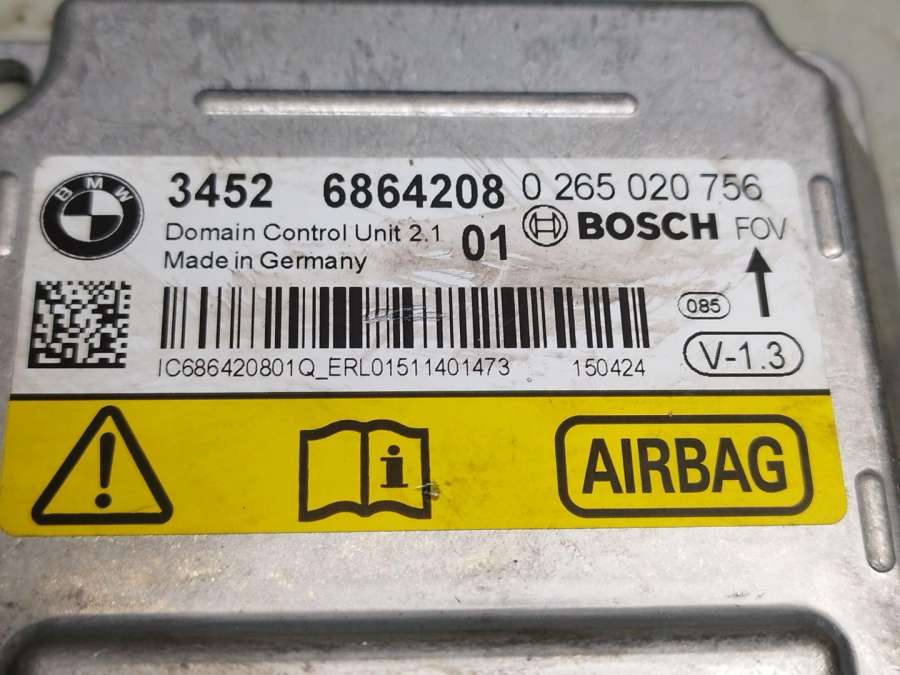 BMW
3452 6864208 0 265 020 756
Domain Control Unit 2.1 01 BOSCH FOV
Made in Germany
085
V-1.3
IC686420801Q_ERL01511401473 150424
AIRBAG